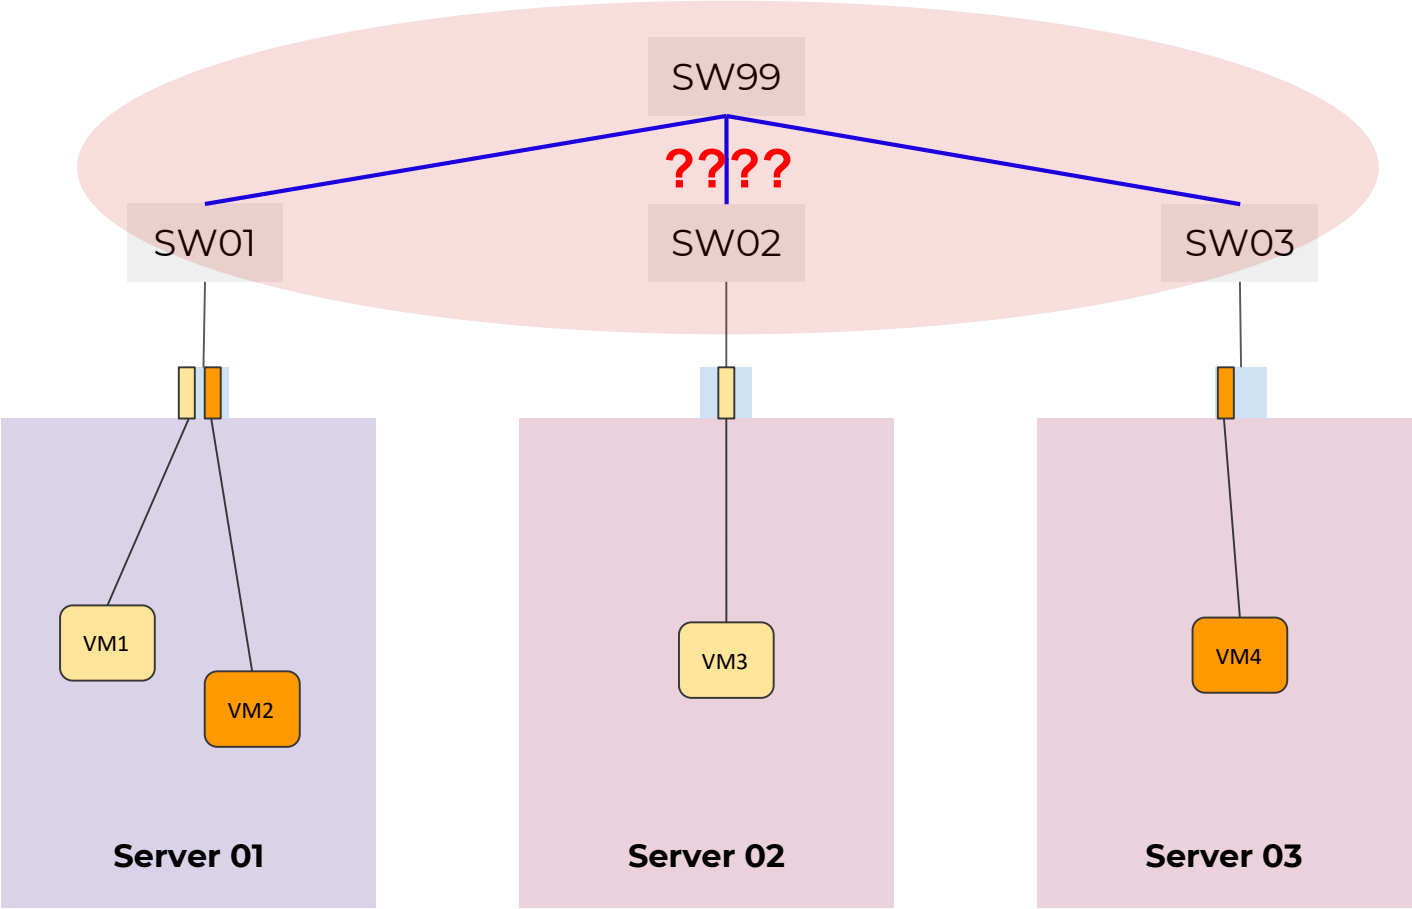 SW99
????
SW01
SW02
SW03
VM1
VM2
VM3
VM4
Server 01
Server 02
Server 03